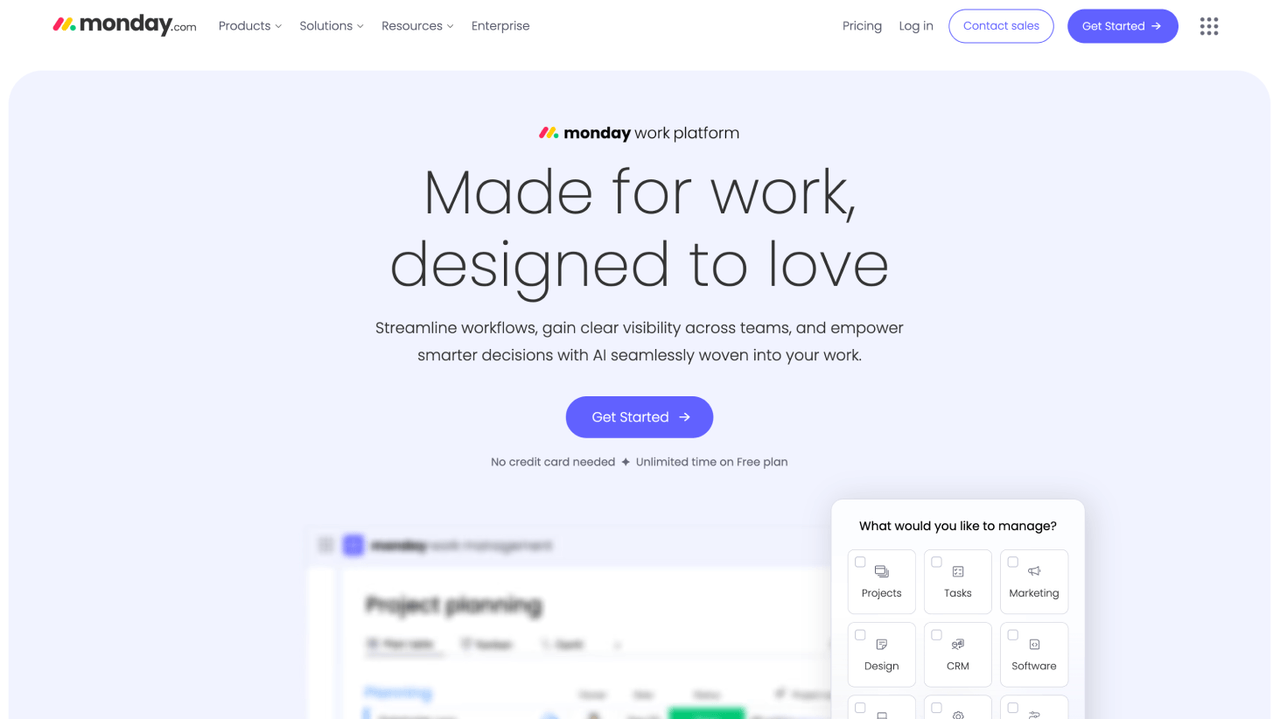 monday.com
Products
Solutions
Resources
Enterprise
Pricing
Log in
Contact sales
Get Started
monday work platform
Made for work,
designed to love
Streamline workflows, gain clear visibility across teams, and empower
smarter decisions with AI seamlessly woven into your work.
Get Started
No credit card needed ✦ Unlimited time on Free plan
monday work management
Project planning
Planning
What would you like to manage?
Projects
Tasks
Marketing
Design
CRM
Software